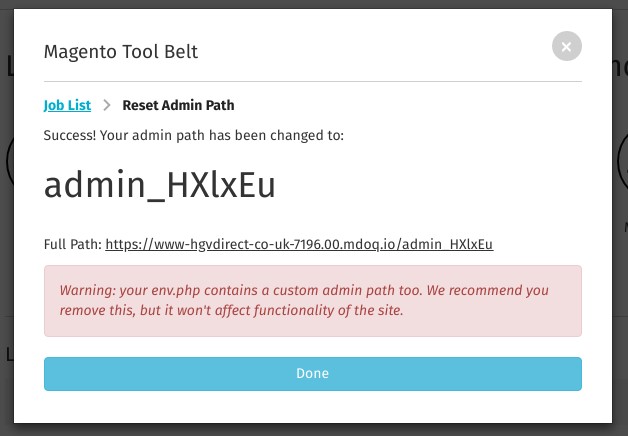 Magento Tool Belt
Job List > Reset Admin Path
Success! Your admin path has been changed to:
admin_HXlxEu
Full Path: https://www-hgvdirect-co-uk-7196.00.mdoq.io/admin_HXlxEu
Warning: your env.php contains a custom admin path too. We recommend you
remove this, but it won't affect functionality of the site.
Done